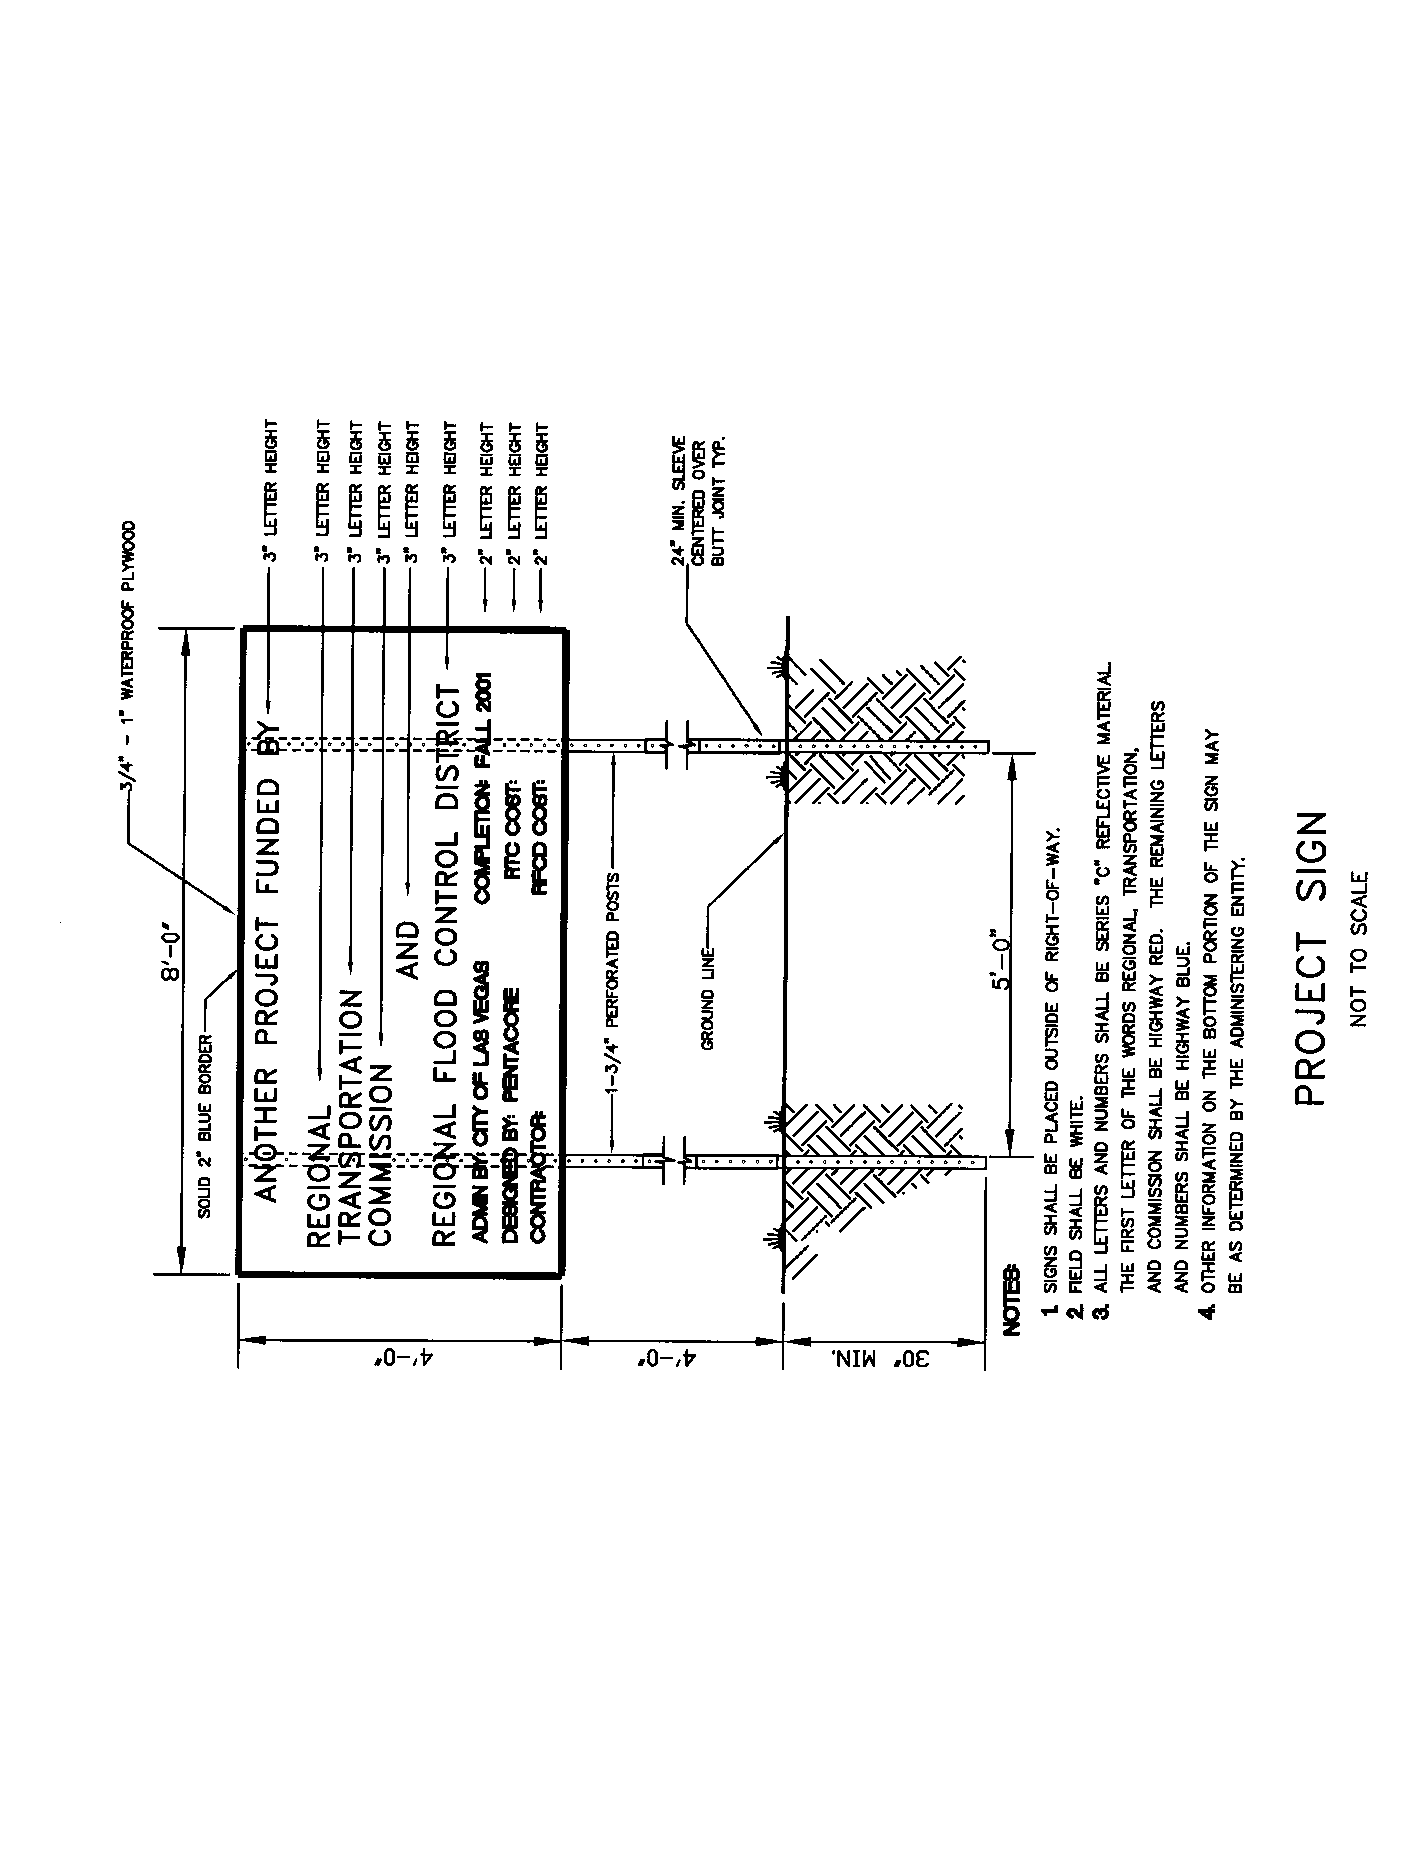 3/4" - 1" WATERPROOF PLYWOOD
8'-0"
SOLID 2" BLUE BORDER
ANOTHER PROJECT FUNDED BY
3" LETTER HEIGHT
REGIONAL
3" LETTER HEIGHT
TRANSPORTATION
3" LETTER HEIGHT
COMMISSION
3" LETTER HEIGHT
AND
3" LETTER HEIGHT
REGIONAL FLOOD CONTROL DISTRICT
3" LETTER HEIGHT
ADMIN BY: CITY OF LAS VEGAS COMPLETION: FALL 2001
2" LETTER HEIGHT
DESIGNED BY: PENTACORE RTC COST:
2" LETTER HEIGHT
CONTRACTOR: RFCD COST:
2" LETTER HEIGHT
4'-0"
1-3/4" PERFORATED POSTS
24" MIN. SLEEVE
CENTERED OVER
BUTT JOINT TYP.
4'-0"
GROUND LINE
30" MIN.
5'-0"
NOTES:
1. SIGNS SHALL BE PLACED OUTSIDE OF RIGHT-OF-WAY.
2. FIELD SHALL BE WHITE.
3. ALL LETTERS AND NUMBERS SHALL BE SERIES "C" REFLECTIVE MATERIAL.
THE FIRST LETTER OF THE WORDS REGIONAL, TRANSPORTATION,
AND COMMISSION SHALL BE HIGHWAY RED. THE REMAINING LETTERS
AND NUMBERS SHALL BE HIGHWAY BLUE.
4. OTHER INFORMATION ON THE BOTTOM PORTION OF THE SIGN MAY
BE AS DETERMINED BY THE ADMINISTERING ENTITY.
PROJECT SIGN
NOT TO SCALE